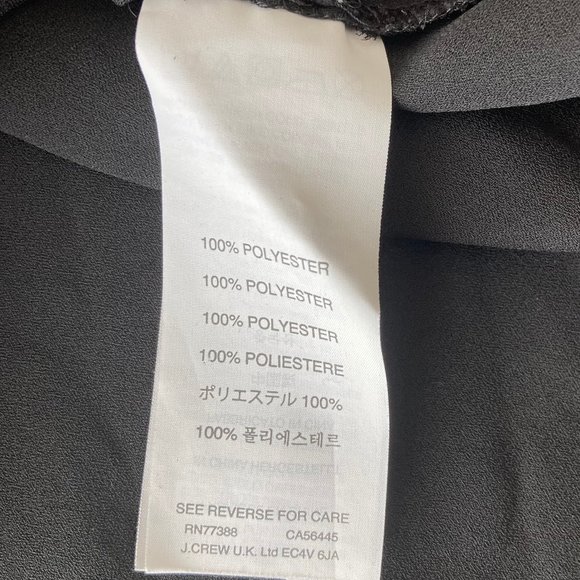 100% POLYESTER
100% POLYESTER
100% POLYESTER
100% POLIESTERE
ポリエステル 100%
100% 폴리에스테르
SEE REVERSE FOR CARE
RN77388 CA56445
J.CREW U.K. Ltd EC4V 6JA